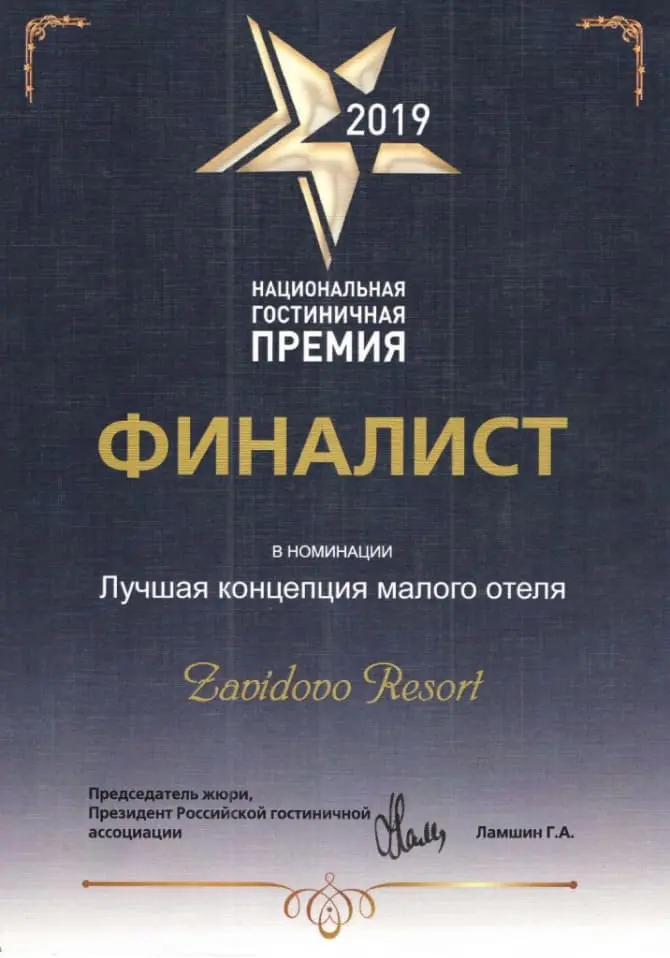 2019
НАЦИОНАЛЬНАЯ
ГОСТИНИЧНАЯ
ПРЕМИЯ
ФИНАЛИСТ
В НОМИНАЦИИ
Лучшая концепция малого отеля
Zavidovo Resort
Председатель жюри,
Президент Российской гостиничной
ассоциации
Ламшин Г.А.